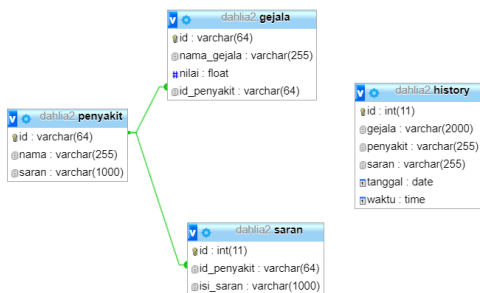 dahlia2.gejala
id : varchar(64)
nama_gejala : varchar(255)
# nilai : float
id_penyakit : varchar(64)
dahlia2.penyakit
id : varchar(64)
nama : varchar(255)
saran : varchar(1000)
dahlia2.history
id : int(11)
gejala : varchar(2000)
penyakit : varchar(255)
saran : varchar(255)
tanggal : date
waktu : time
dahlia2.saran
id : int(11)
id_penyakit : varchar(64)
isi_saran : varchar(1000)